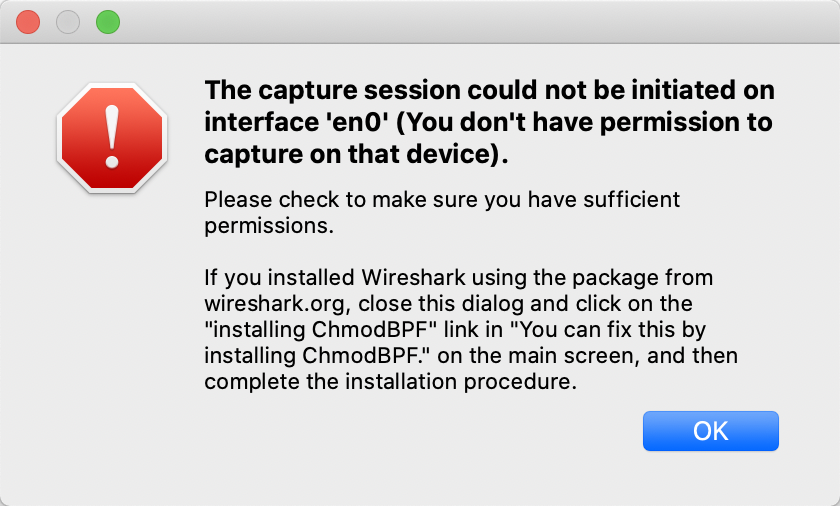 The capture session could not be initiated on
interface 'en0' (You don't have permission to
capture on that device).
Please check to make sure you have sufficient
permissions.
If you installed Wireshark using the package from
wireshark.org, close this dialog and click on the
"installing ChmodBPF" link in "You can fix this by
installing ChmodBPF." on the main screen, and then
complete the installation procedure.
OK